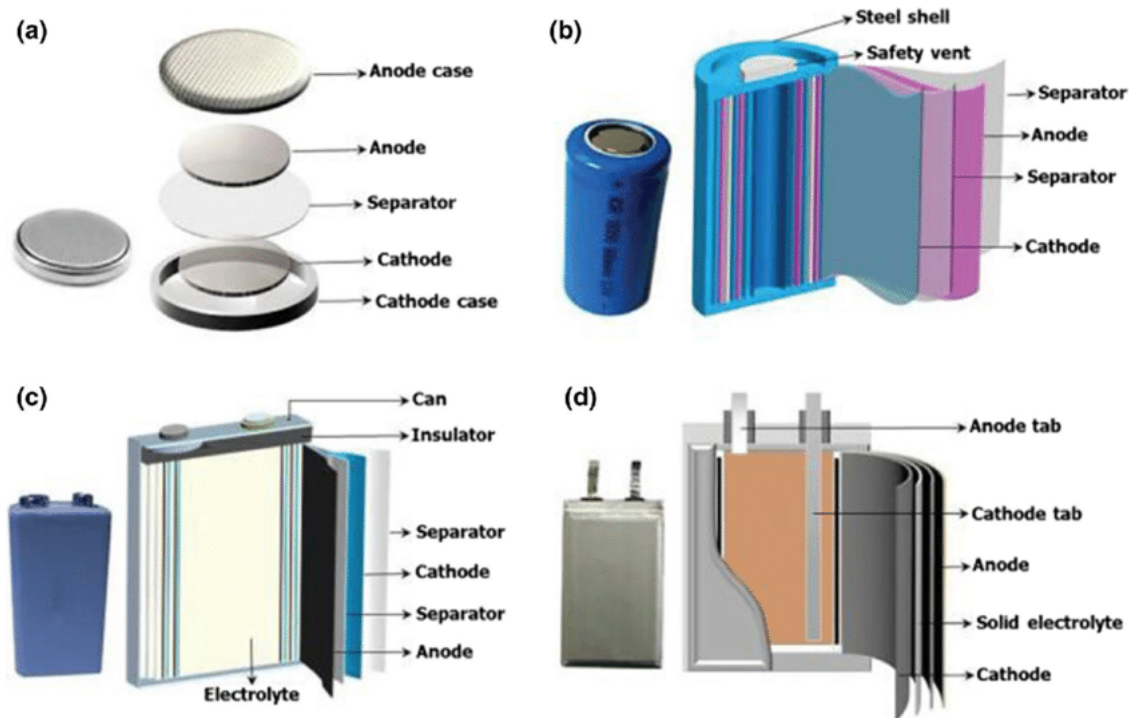 (a)
Anode case
Anode
Separator
Cathode
Cathode case
(b)
Steel shell
Safety vent
Separator
Anode
Separator
Cathode
(c)
Can
Insulator
Separator
Cathode
Separator
Anode
Electrolyte
(d)
Anode tab
Cathode tab
Anode
Solid electrolyte
Cathode